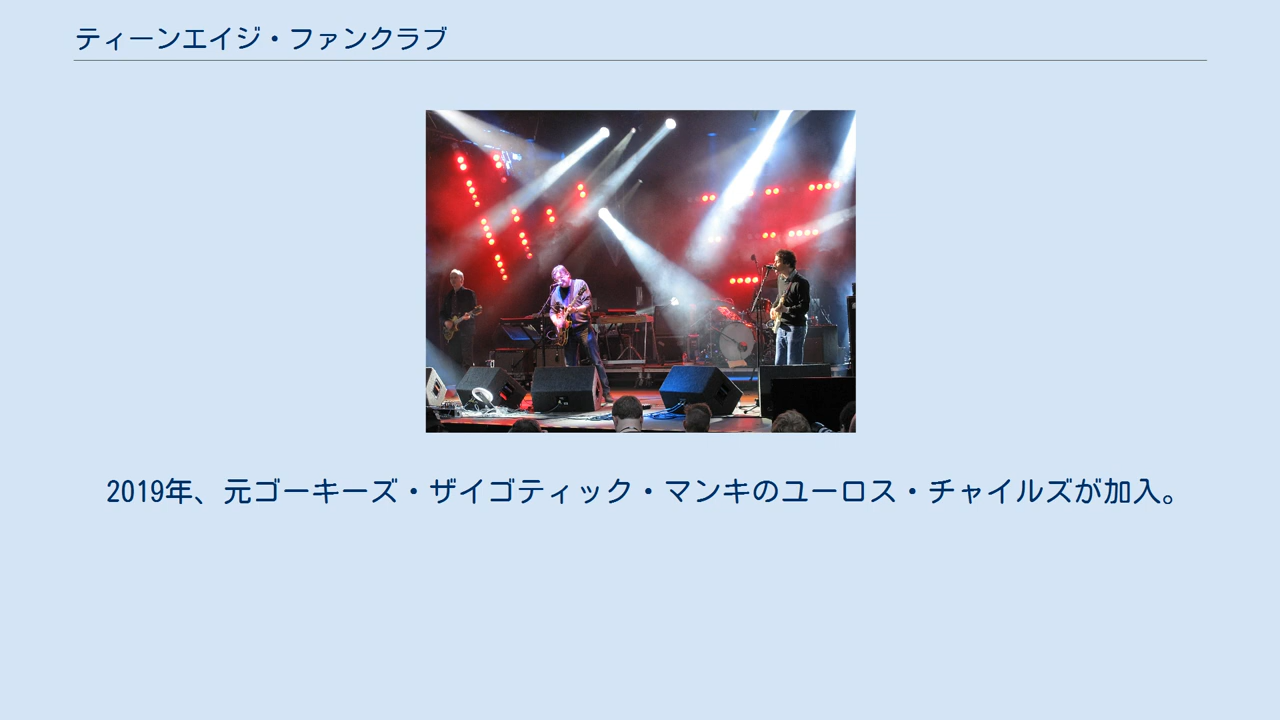 ティーンエイジ・ファンクラブ
2019年、元ゴーキーズ・ザイゴティック・マンキのユーロス・チャイルズが加入。